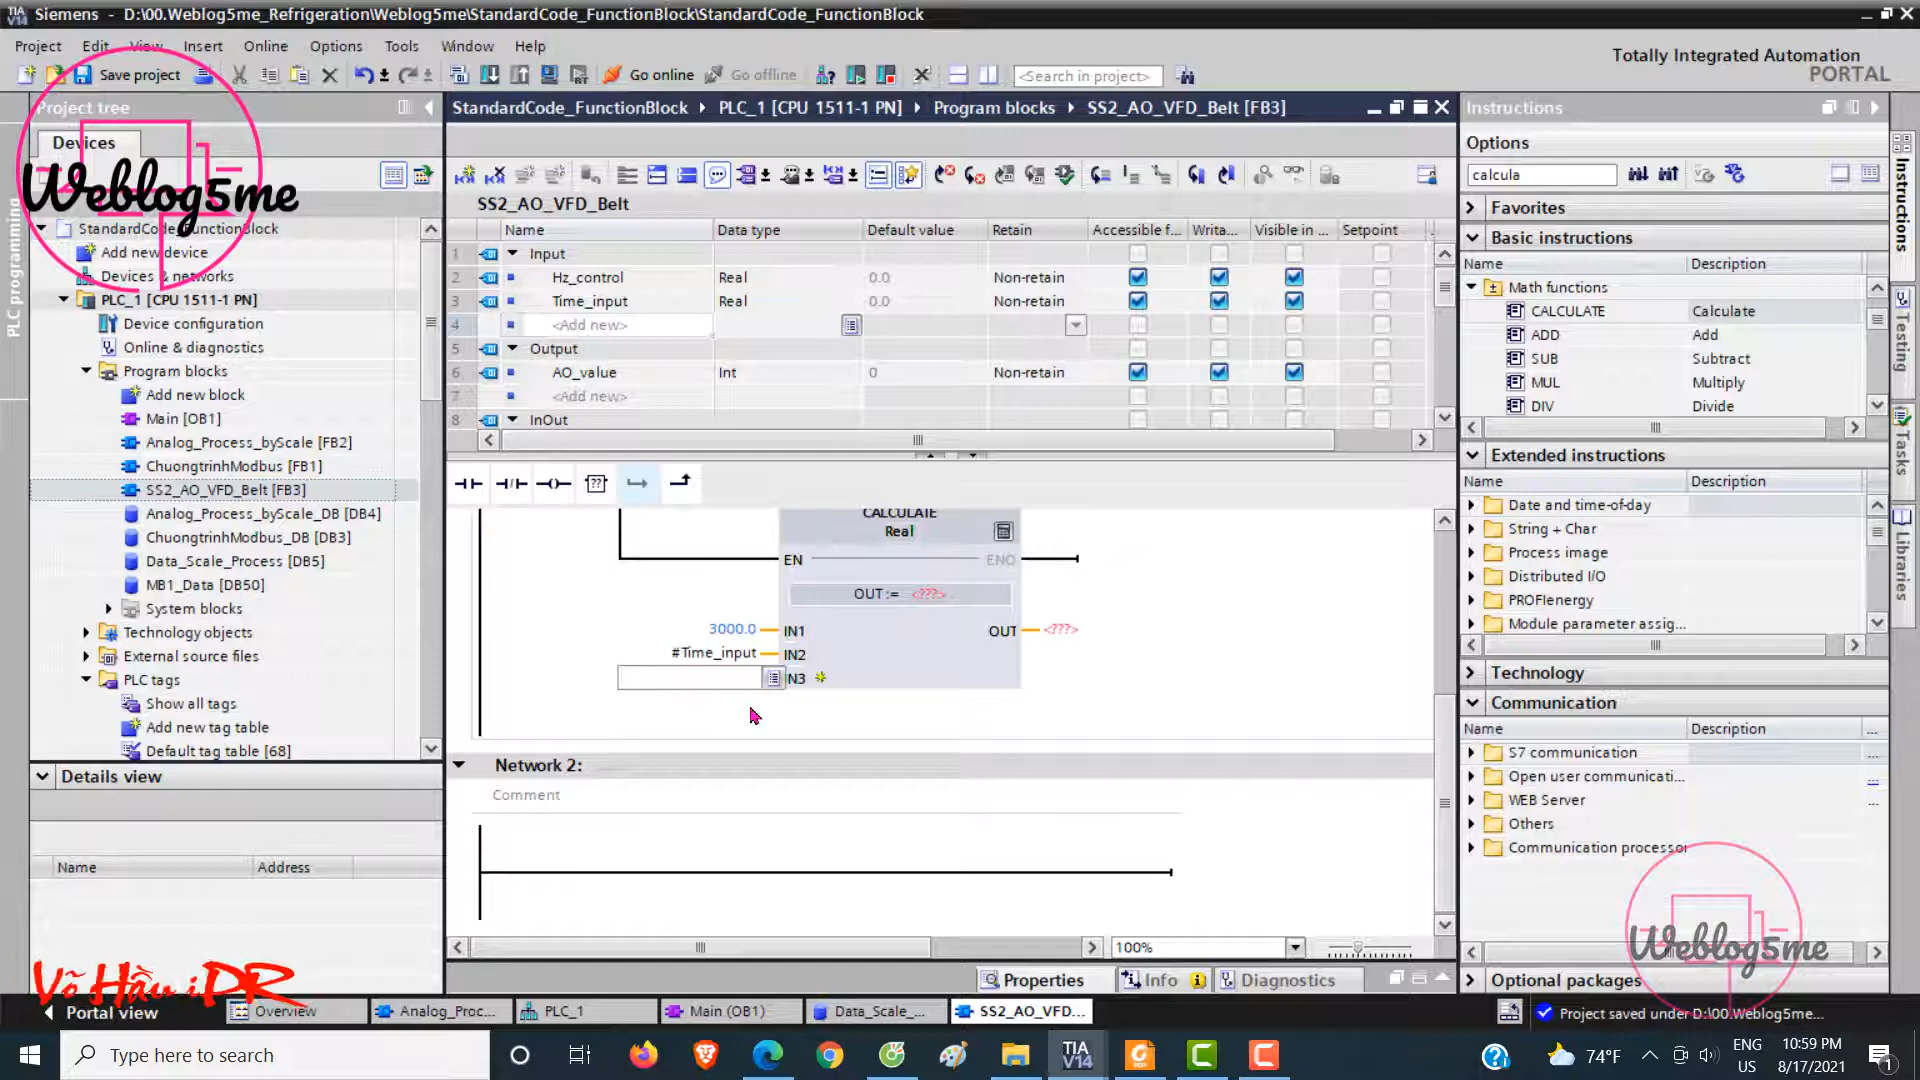 Siemens - D:\00.Weblog5me_Refrigeration\Weblog5me\StandardCode_FunctionBlock\StandardCode_FunctionBlock
TIA V14
Project Edit View Insert Online Options Tools Window Help
Totally Integrated Automation
PORTAL
Save project
Go online
Go offline
<Search in project>
Project tree
StandardCode_FunctionBlock PLC_1 [CPU 1511-1 PN] Program blocks SS2_AO_VFD_Belt [FB3]
Instructions
Devices
Weblog5me
PLC programming
StandardCode_FunctionBlock
Add new device
Devices & networks
PLC_1 [CPU 1511-1 PN]
Device configuration
Online & diagnostics
Program blocks
Add new block
Main [OB1]
Analog_Process_byScale [FB2]
ChuongtrinhModbus [FB1]
SS2_AO_VFD_Belt [FB3]
Analog_Process_byScale_DB [DB4]
ChuongtrinhModbus_DB [DB3]
Data_Scale_Process [DB5]
MB1_Data [DB50]
System blocks
Technology objects
External source files
PLC tags
Show all tags
Add new tag table
Default tag table [68]
Details view
Name Address
SS2_AO_VFD_Belt
Name Data type Default value Retain Accessible f... Writa... Visible in ... Setpoint
1 Input
2 Hz_control Real 0.0 Non-retain
3 Time_input Real 0.0 Non-retain
4 <Add new>
5 Output
6 AO_value Int 0 Non-retain
7 <Add new>
8 InOut
CALCULATE
Real
EN ENO
OUT := <???>
3000.0 IN1 OUT <???>
#Time_input IN2
IN3
Network 2:
Comment
100%
Properties Info Diagnostics
Options
calcula
Favorites
Basic instructions
Name Description
Math functions
CALCULATE Calculate
ADD Add
SUB Subtract
MUL Multiply
DIV Divide
Extended instructions
Name Description
Date and time-of-day
String + Char
Process image
Distributed I/O
PROFIenergy
Module parameter assig...
Technology
Communication
Name Description ...
S7 communication ...
Open user communicati... ...
WEB Server ...
Others
Communication processor
Weblog5me
Optional packages
Instructions
Testing
Tasks
Libraries
Võ Hầu iDR
Portal view Overview Analog_Proc... PLC_1 Main (OB1) Data_Scale_... SS2_AO_VFD... Project saved under D:\00.Weblog5me...
Type here to search
TIA V14
74°F
ENG
US
10:59 PM
8/17/2021
1